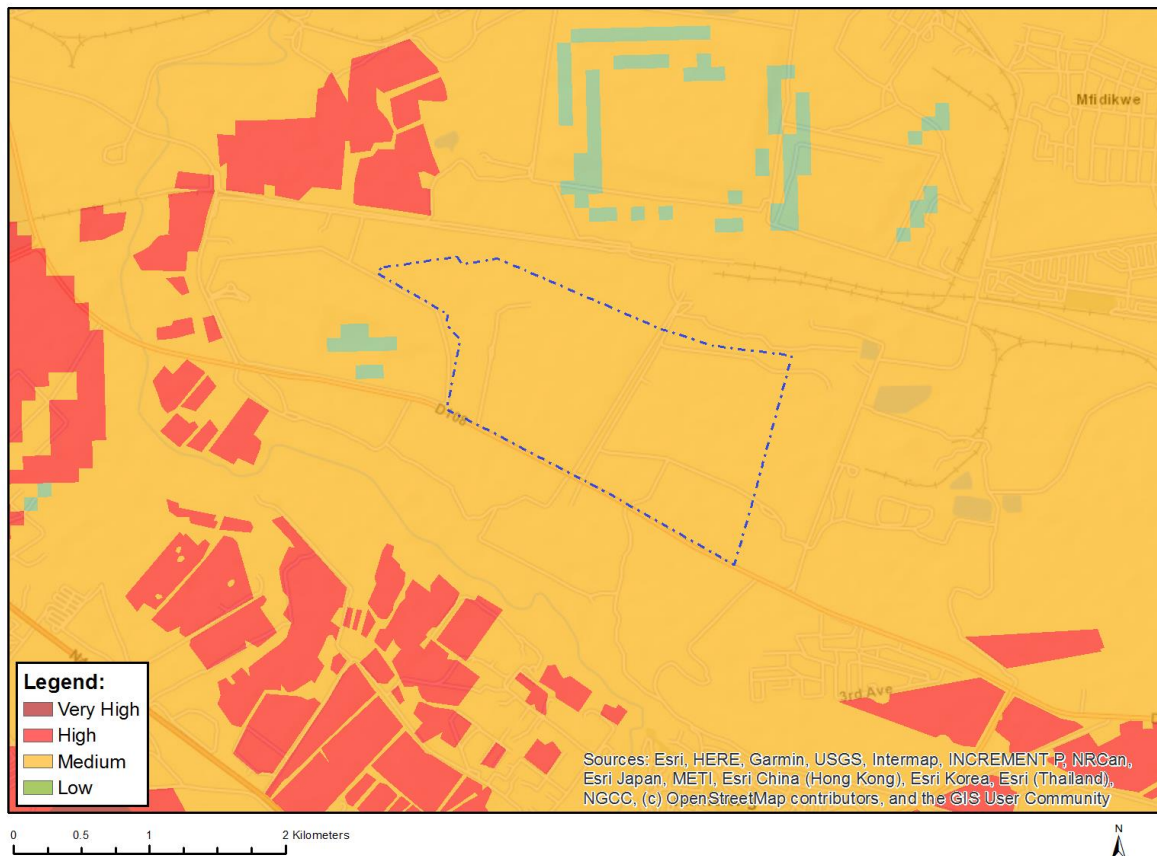 Mfidikwe
D108
3rd Ave
N4
D
Legend:
Very High
High
Medium
Low
Sources: Esri, HERE, Garmin, USGS, Intermap, INCREMENT P, NRCan,
Esri Japan, METI, Esri China (Hong Kong), Esri Korea, Esri (Thailand),
NGCC, (c) OpenStreetMap contributors, and the GIS User Community
0 0.5 1 2 Kilometers
N